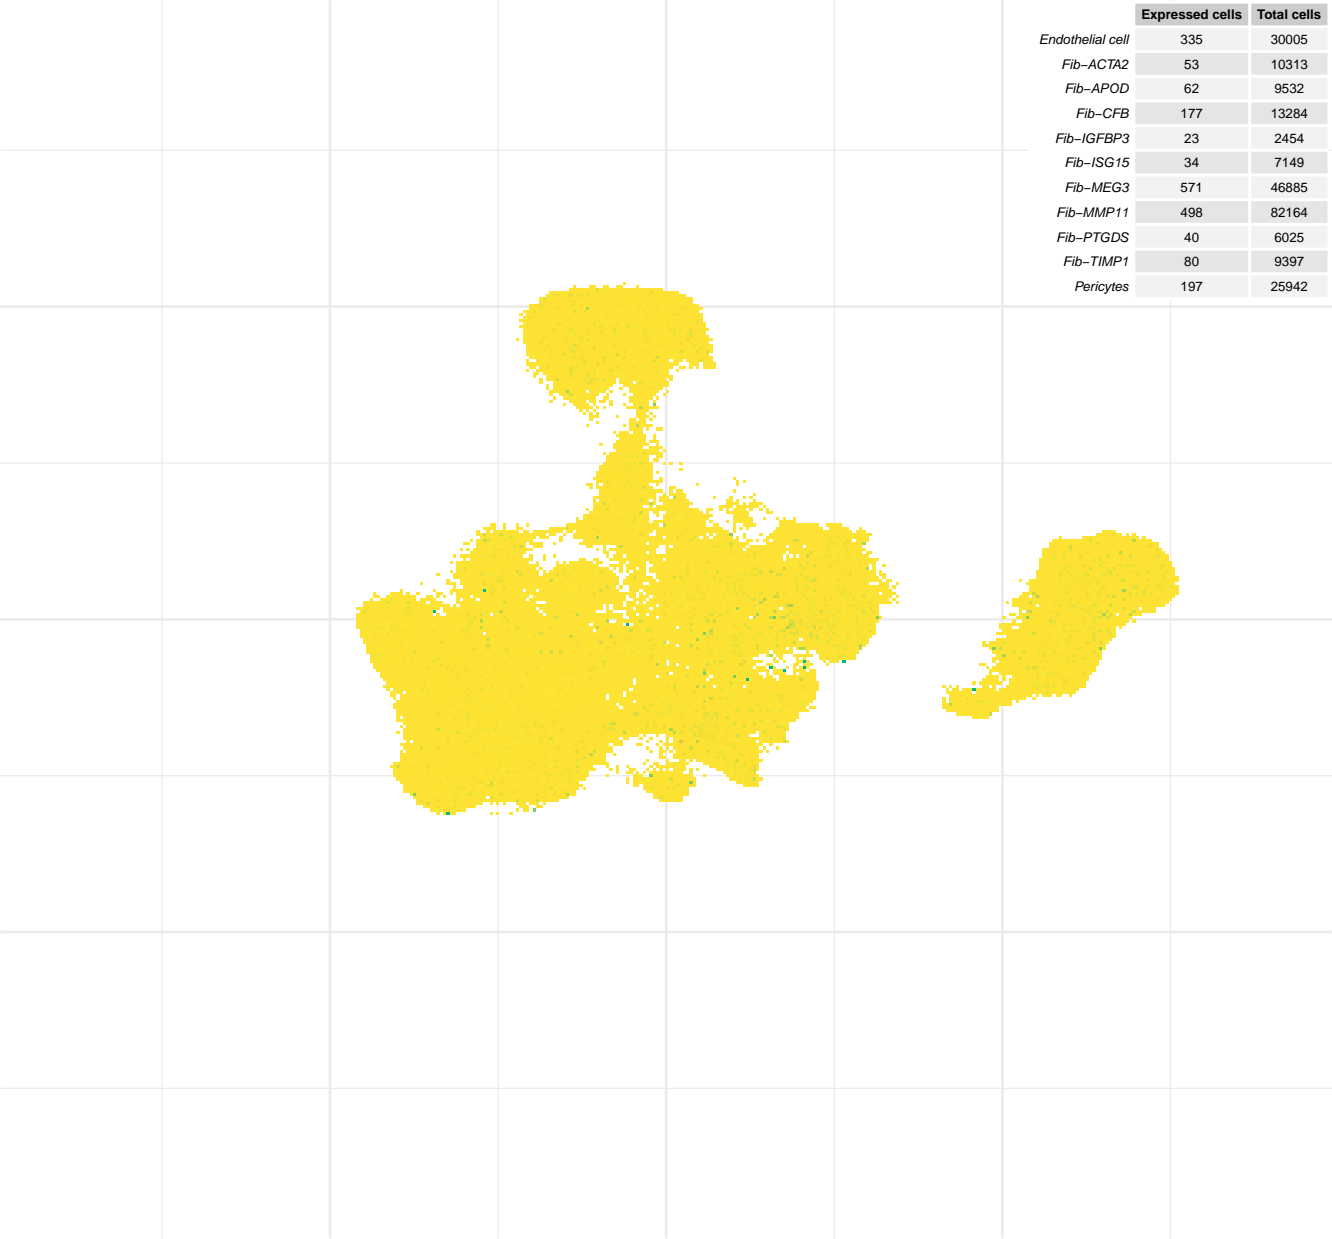 Expressed cells Total cells
Endothelial cell 335 30005
Fib−ACTA2 53 10313
Fib−APOD 62 9532
Fib−CFB 177 13284
Fib−IGFBP3 23 2454
Fib−ISG15 34 7149
Fib−MEG3 571 46885
Fib−MMP11 498 82164
Fib−PTGDS 40 6025
Fib−TIMP1 80 9397
Pericytes 197 25942